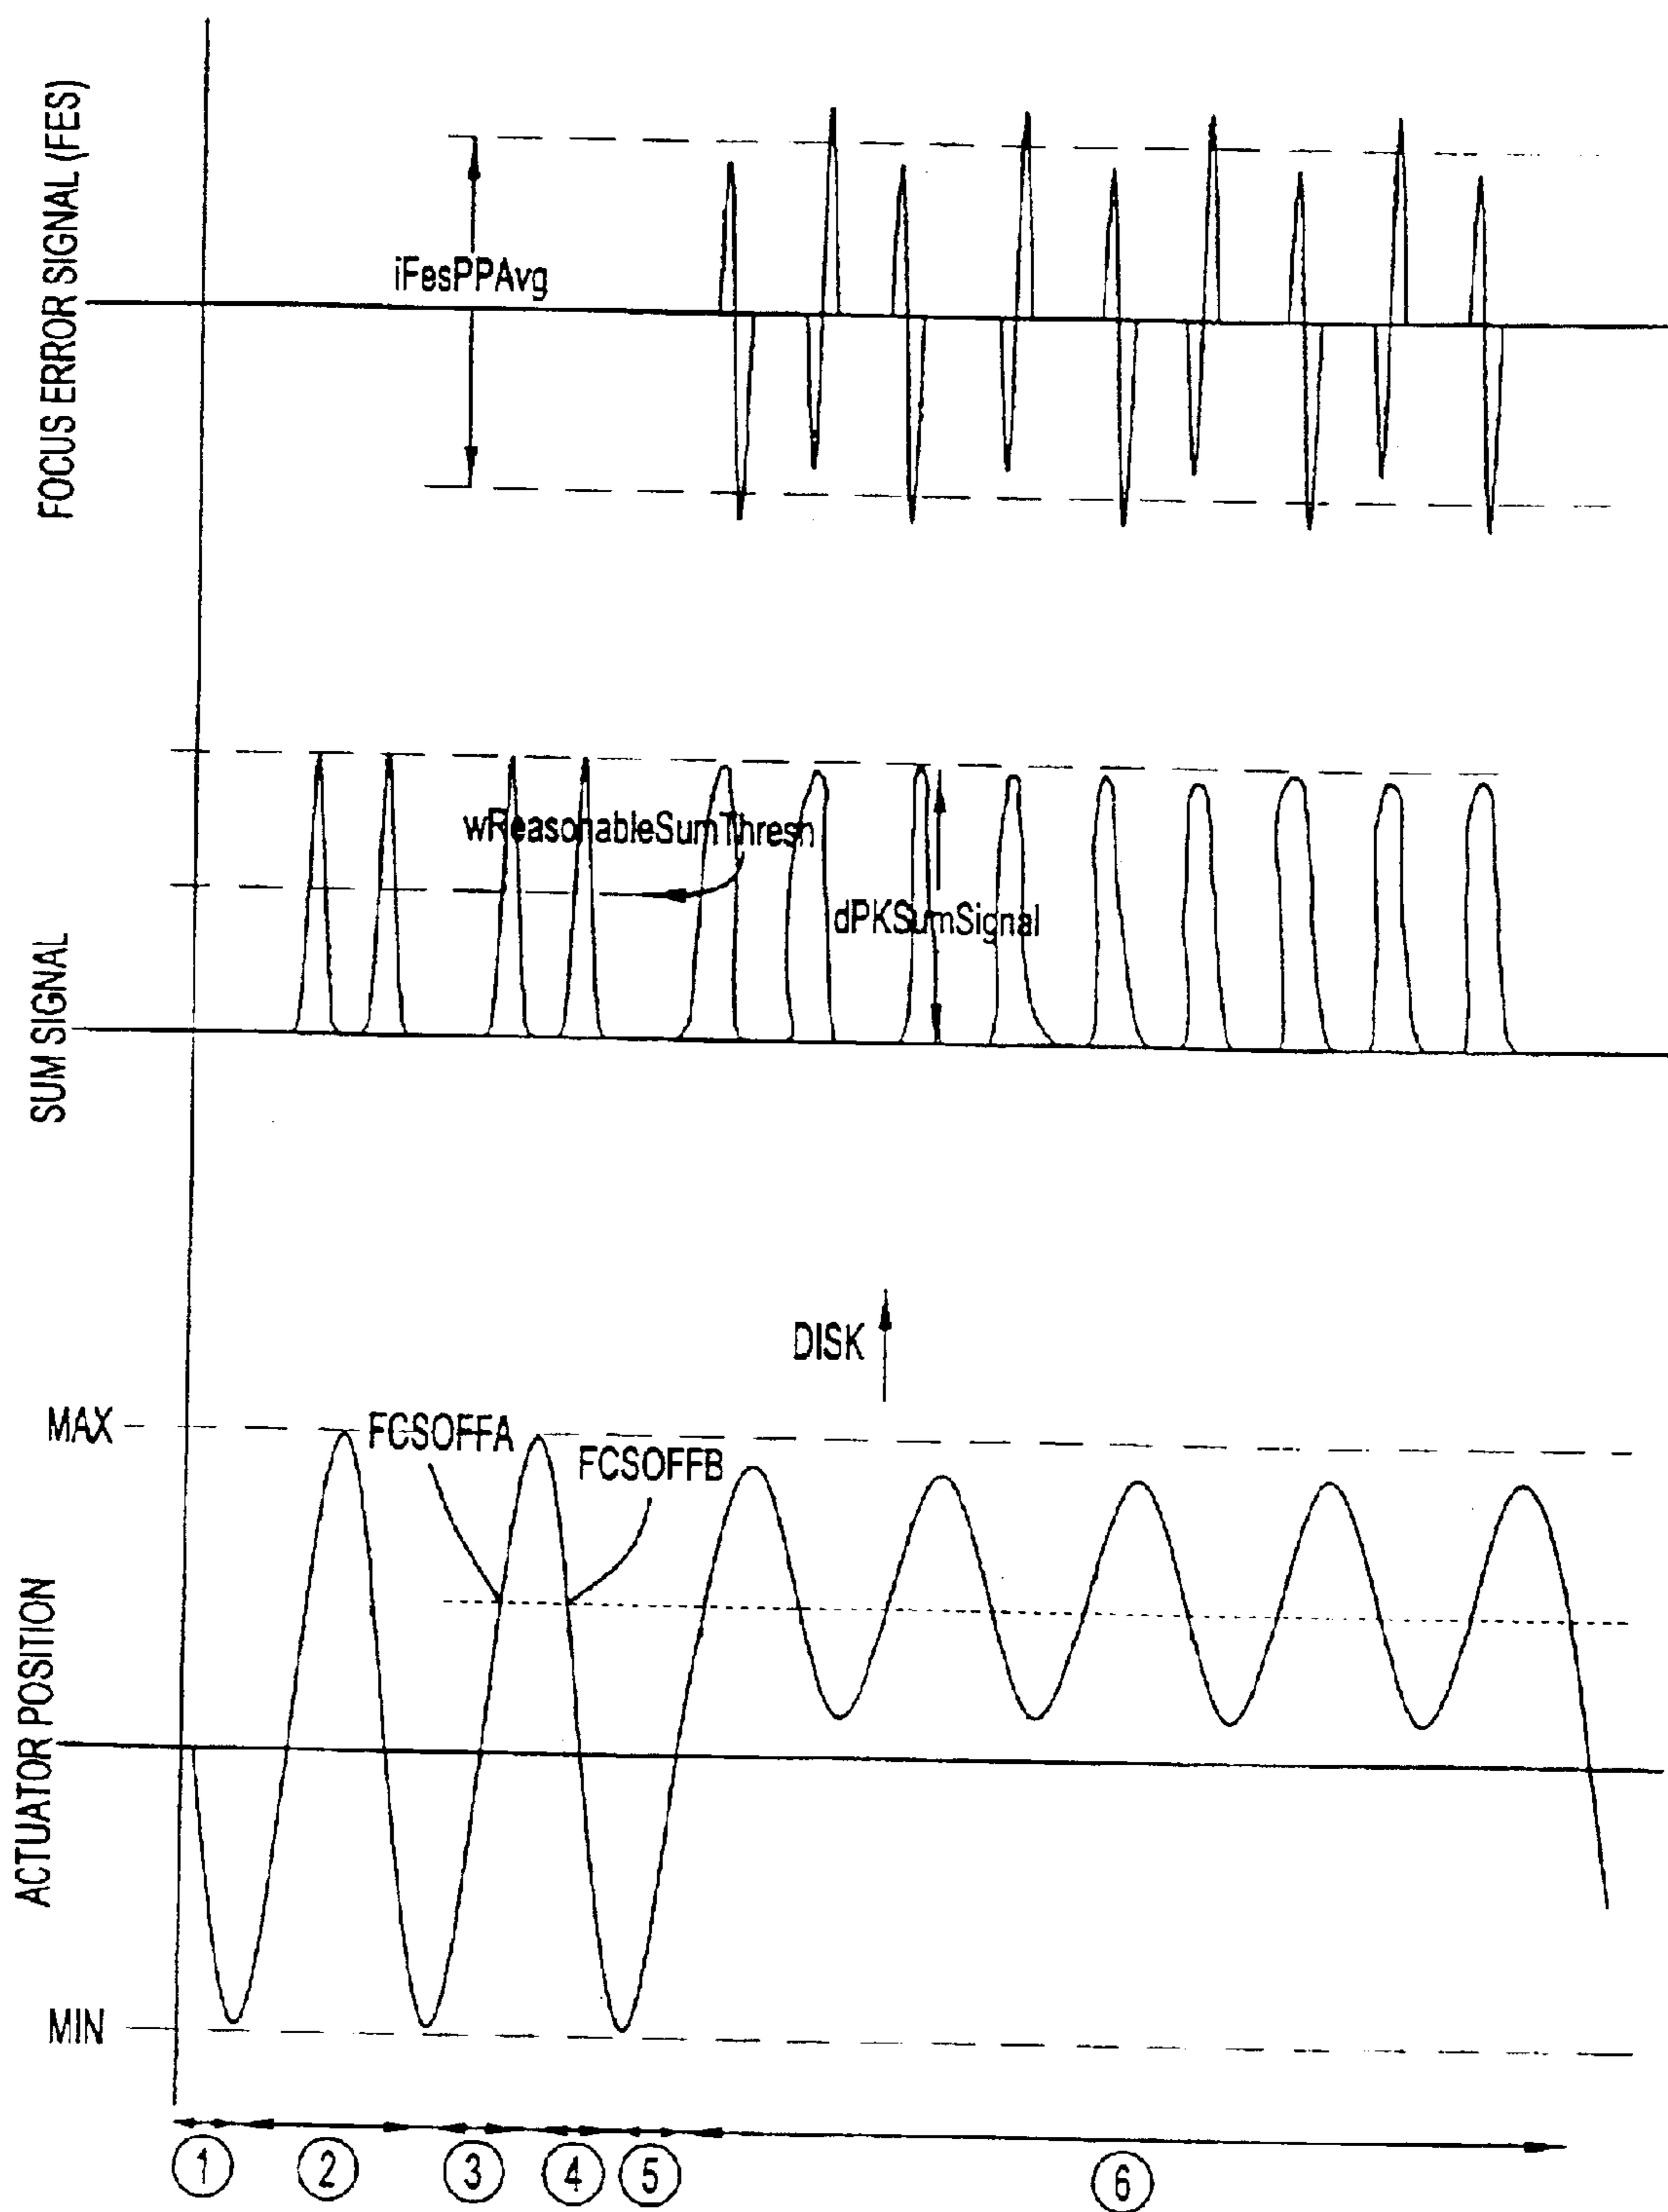 FOCUS ERROR SIGNAL (FES)
iFesPPAvg
SUM SIGNAL
wReasonableSumThresh
dPKSumSignal
DISK
ACTUATOR POSITION
MAX
FCSOFFA
FCSOFFB
MIN
1 2 3 4 5 6